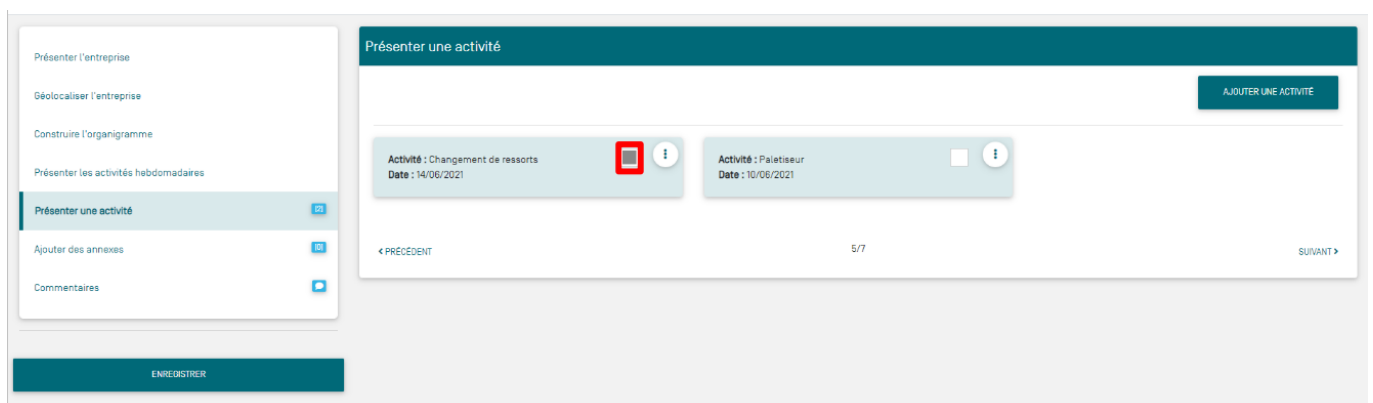 Présenter l'entreprise
Géolocaliser l'entreprise
Construire l'organigramme
Présenter les activités hebdomadaires
Présenter une activité
Ajouter des annexes
Commentaires
ENREGISTRER
Présenter une activité
AJOUTER UNE ACTIVITÉ
Activité : Changement de ressorts
Date : 14/06/2021
Activité : Paletiseur
Date : 10/06/2021
PRÉCÉDENT
5/7
SUIVANT